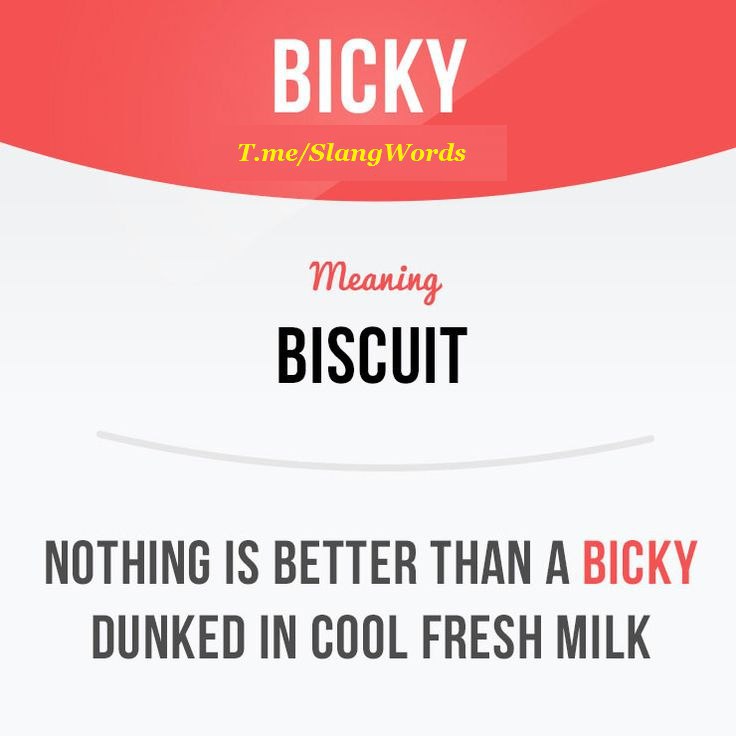 BICKY
T.me/SlangWords
Meaning
BISCUIT
NOTHING IS BETTER THAN A BICKY
DUNKED IN COOL FRESH MILK